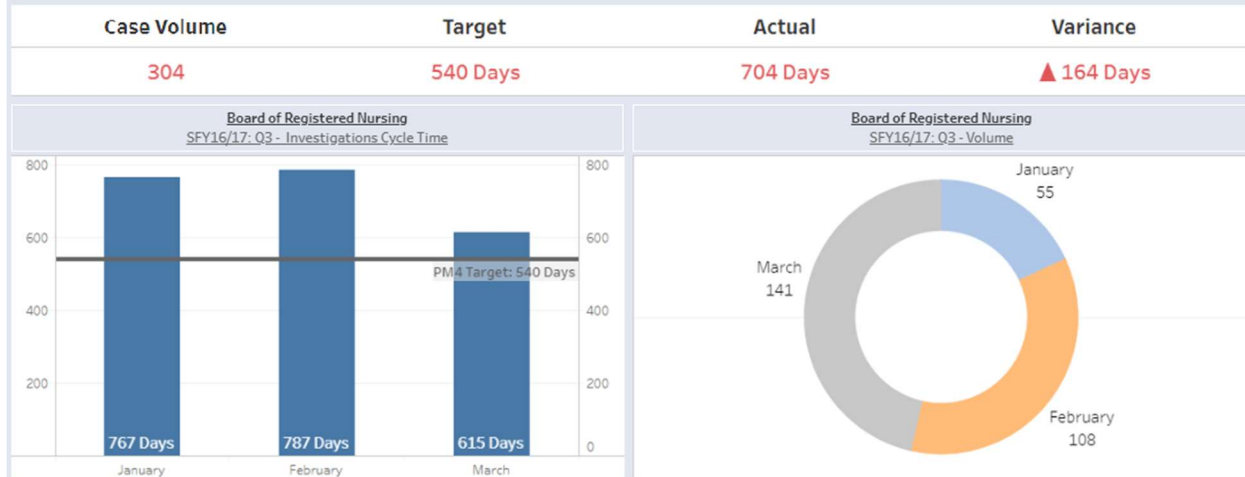 Case Volume Target Actual Variance
304 540 Days 704 Days ▲ 164 Days
Board of Registered Nursing
SFY16/17: Q3 - Investigations Cycle Time
800 800
600 600
PM4 Target: 540 Days
400 400
200 200
767 Days 787 Days 615 Days 0
January February March
Board of Registered Nursing
SFY16/17: Q3 - Volume
January
55
March
141
February
108